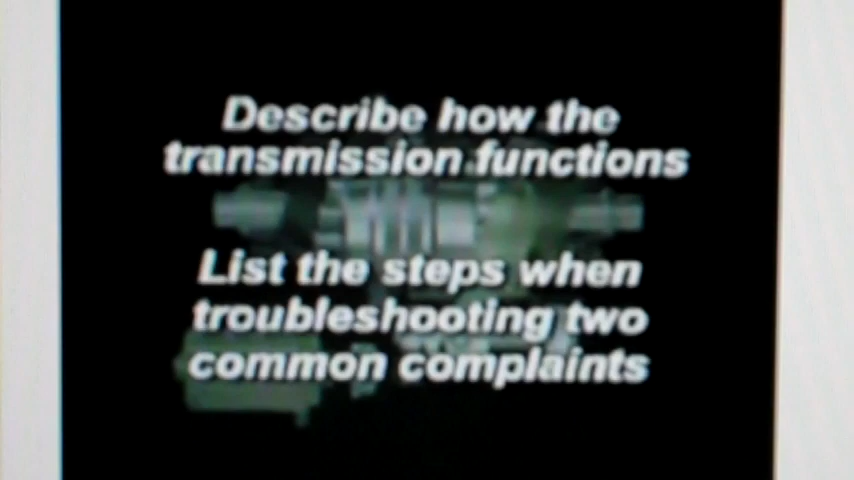 Describe how the
transmission functions
List the steps when
troubleshooting two
common complaints